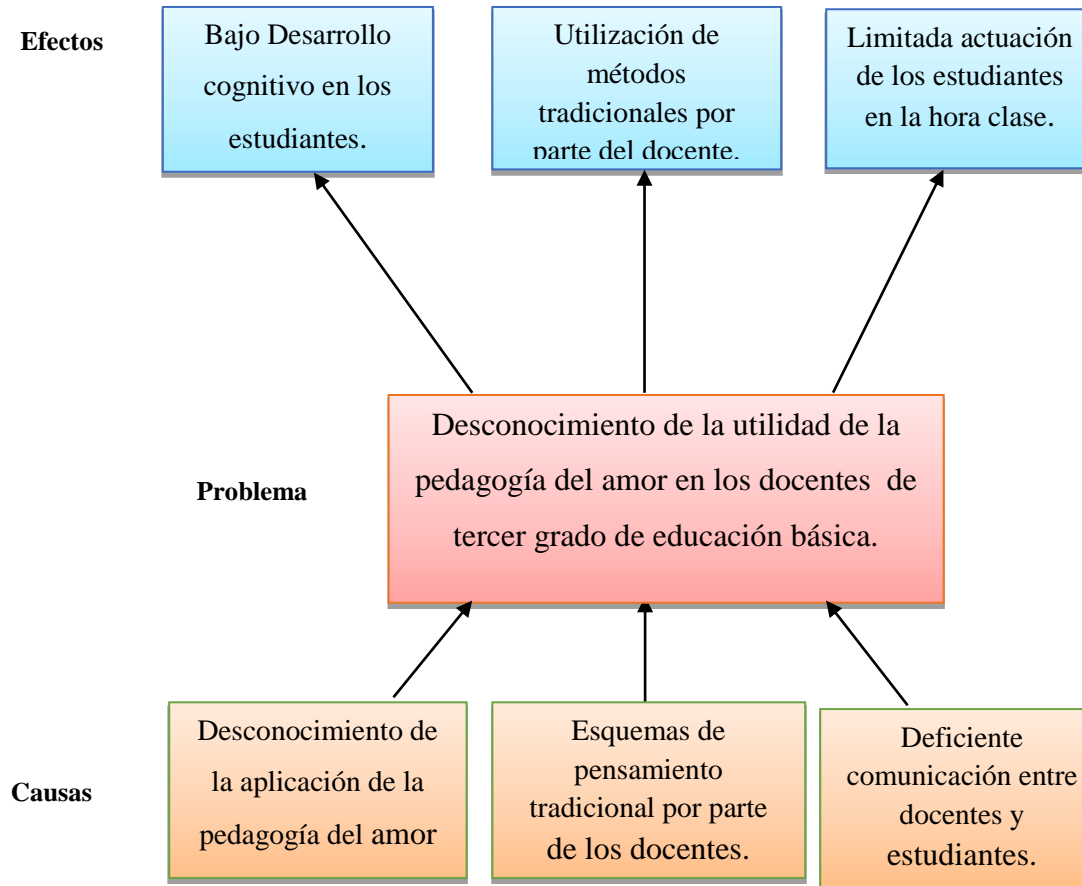 Efectos
Bajo Desarrollo
cognitivo en los
estudiantes.
Utilización de
métodos
tradicionales por
parte del docente.
Limitada actuación
de los estudiantes
en la hora clase.
Problema
Desconocimiento de la utilidad de la
pedagogía del amor en los docentes de
tercer grado de educación básica.
Causas
Desconocimiento de
la aplicación de la
pedagogía del amor
Esquemas de
pensamiento
tradicional por parte
de los docentes.
Deficiente
comunicación entre
docentes y
estudiantes.